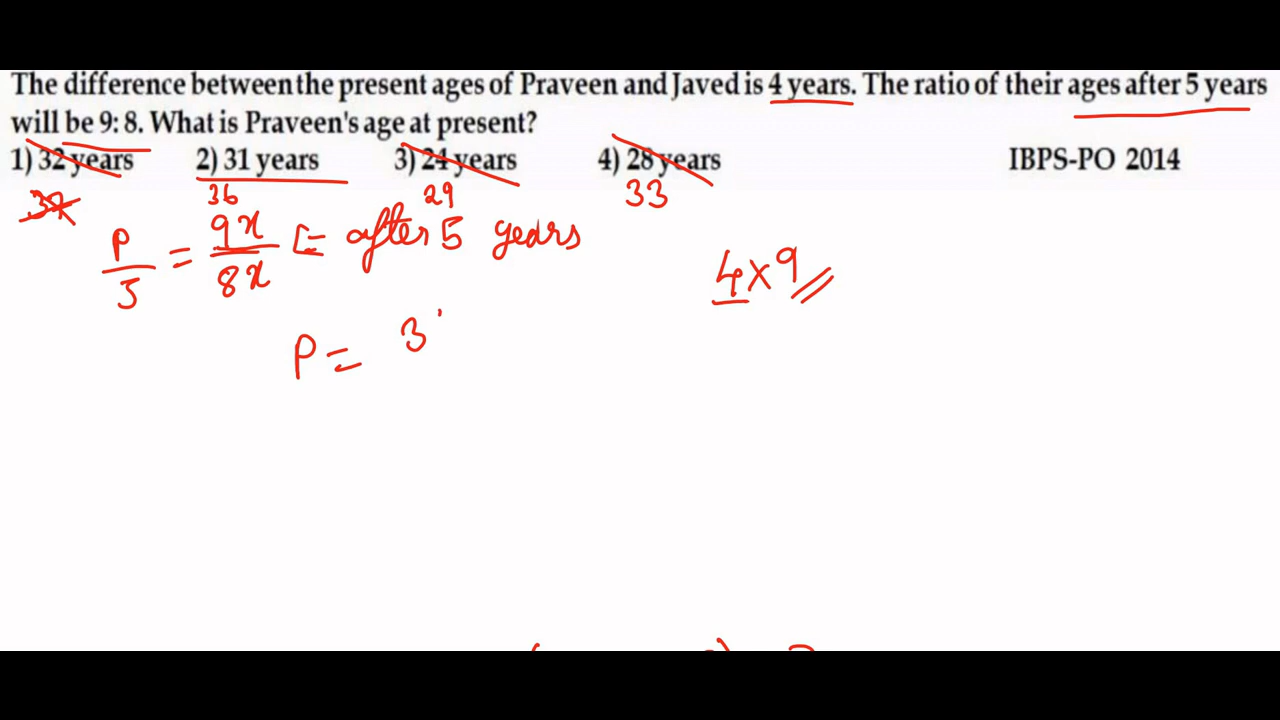 The difference between the present ages of Praveen and Javed is 4 years. The ratio of their ages after 5 years
will be 9: 8. What is Praveen's age at present?
1) 32 years 2) 31 years 3) 24 years 4) 28 years IBPS-PO 2014
36 29 33
P/J = 9x/8x = after 5 years
4x9
P = 3